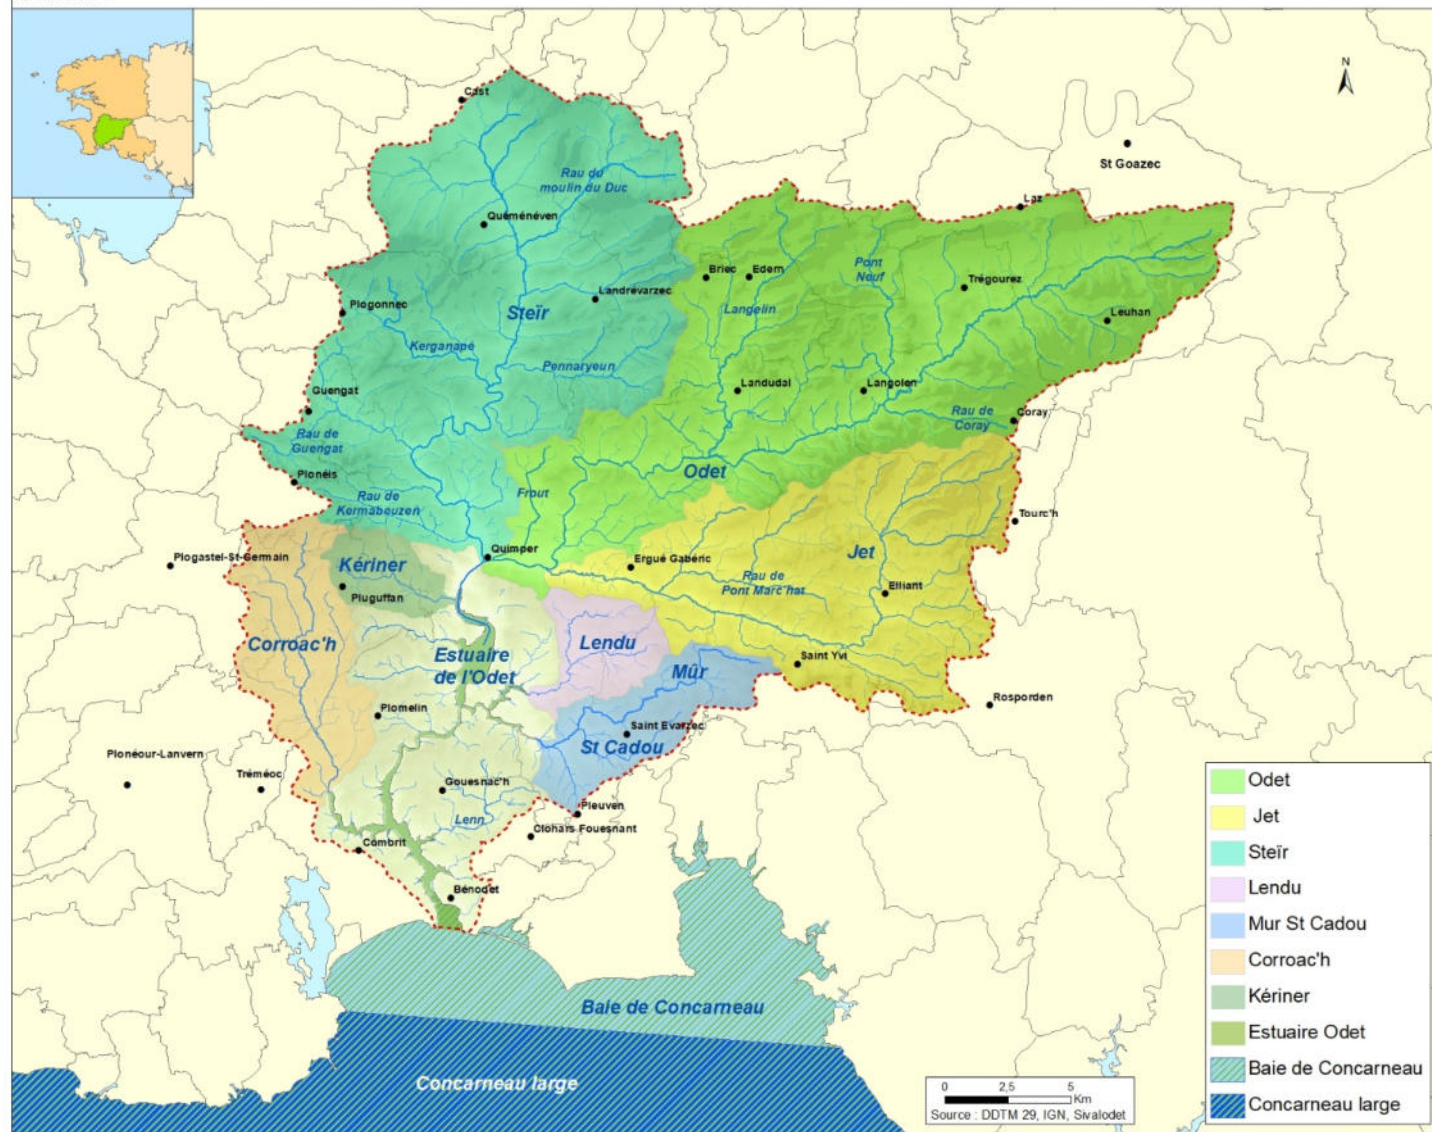 N
Cast
St Goazec
Rau du
moulin du Duc
Laz
Quéménéven
Briec
Edern
Pont
Neuf
Trégourez
Landrévarzec
Langelin
Leuhan
Plogonnec
Steïr
Kerganapé
Pennaryeun
Landudal
Langolen
Guengat
Rau de
Coray
Coray
Rau de
Guengat
Odet
Plonéis
Frout
Rau de
Kermabeuzen
Tourc'h
Plogastel-St-Germain
Quimper
Jet
Kériner
Ergué Gabéric
Rau de
Pont Marc'hat
Elliant
Pluguffan
Corroac'h
Lendu
Estuaire
de l'Odet
Saint Yvi
Mûr
Rosporden
Plomelin
Saint Evarzec
St Cadou
Plonéour-Lanvern
Tréméoc
Gouesnac'h
Pleuven
Lenn
Clohars Fouesnant
Combrit
Bénodet
Baie de Concarneau
Concarneau large
Odet
Jet
Steïr
Lendu
Mur St Cadou
Corroac'h
Kériner
Estuaire Odet
Baie de Concarneau
Concarneau large
0 2,5 5
Km
Source : DDTM 29, IGN, Sivalodet